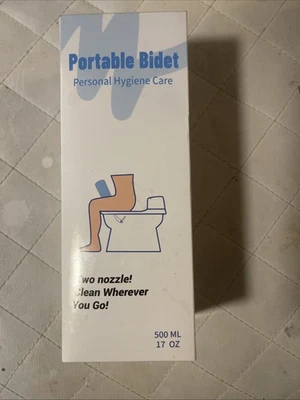 Portable Bidet
Personal Hygiene Care
Two nozzle!
Clean Wherever
You Go!
500 ML
17 OZ